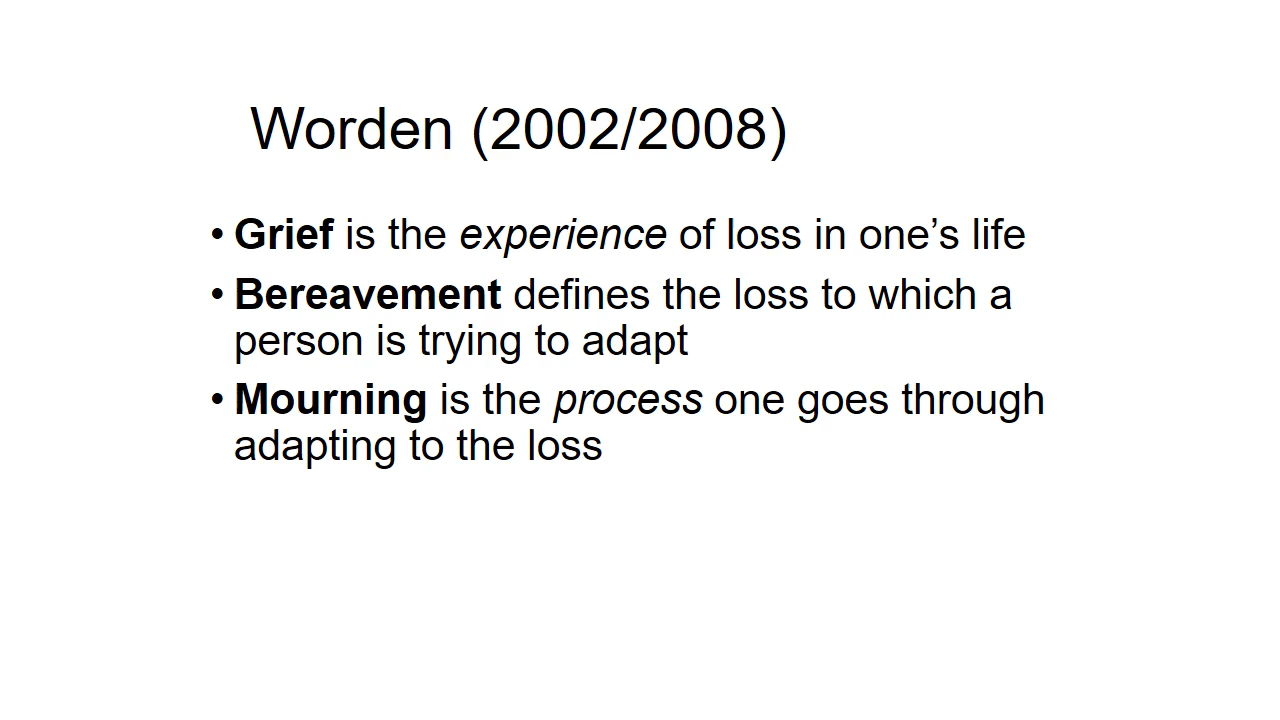 Worden (2002/2008)
• Grief is the experience of loss in one’s life
• Bereavement defines the loss to which a
person is trying to adapt
• Mourning is the process one goes through
adapting to the loss